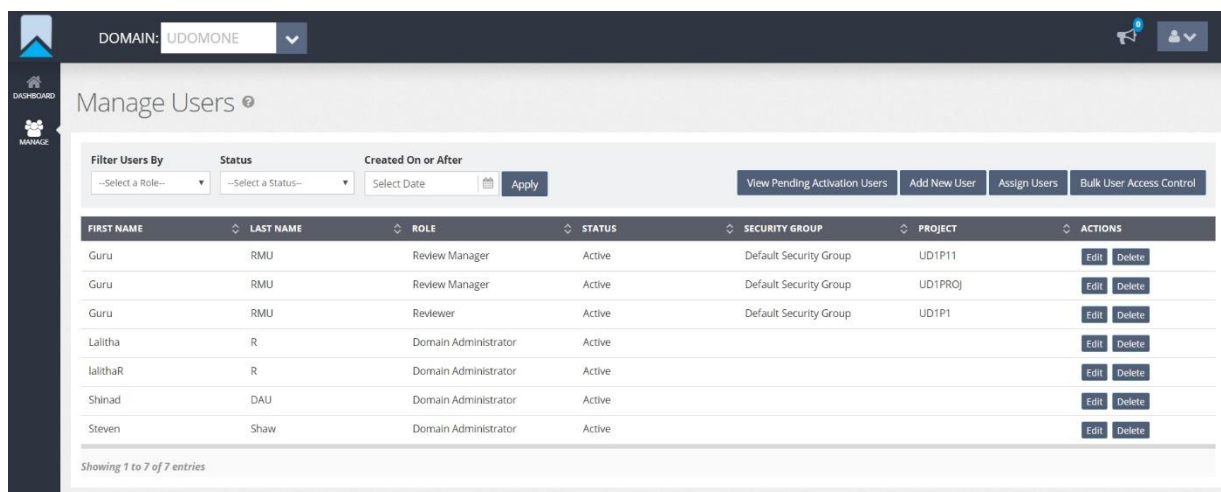 DOMAIN: UDOMONE
0
DASHBOARD
MANAGE
Manage Users
Filter Users By Status Created On or After
--Select a Role-- --Select a Status-- Select Date Apply View Pending Activation Users Add New User Assign Users Bulk User Access Control
FIRST NAME LAST NAME ROLE STATUS SECURITY GROUP PROJECT ACTIONS
Guru RMU Review Manager Active Default Security Group UD1P11 Edit Delete
Guru RMU Review Manager Active Default Security Group UD1PROJ Edit Delete
Guru RMU Reviewer Active Default Security Group UD1P1 Edit Delete
Lalitha R Domain Administrator Active Edit Delete
lalithaR R Domain Administrator Active Edit Delete
Shinad DAU Domain Administrator Active Edit Delete
Steven Shaw Domain Administrator Active Edit Delete
Showing 1 to 7 of 7 entries